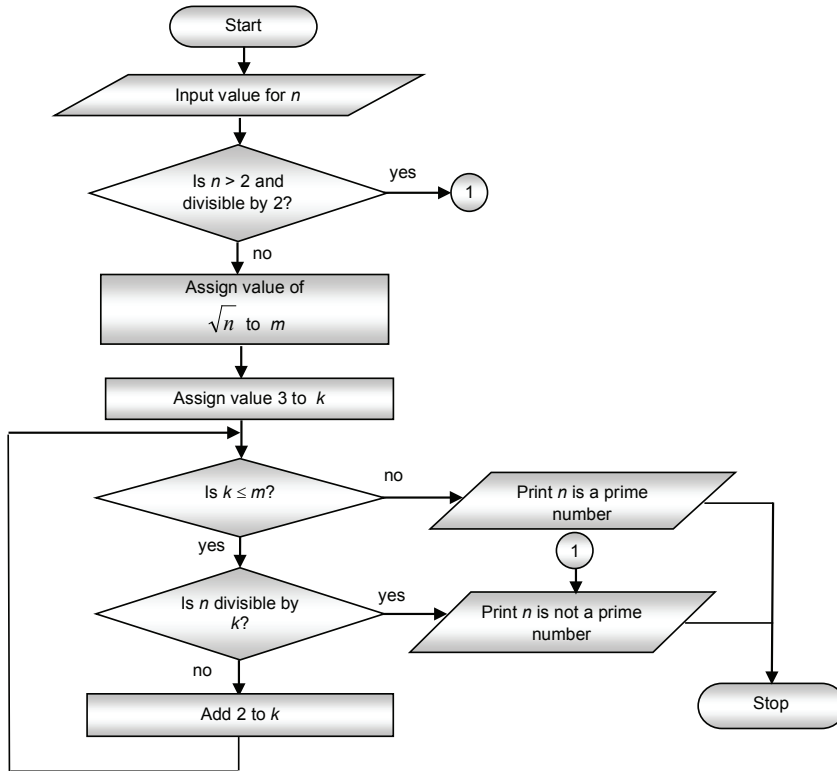 Start
Input value for n
Is n > 2 and
divisible by 2?
yes
1
no
Assign value of
√n to m
Assign value 3 to k
Is k ≤ m?
no
Print n is a prime
number
yes
1
Is n divisible by
k?
yes
Print n is not a prime
number
no
Add 2 to k
Stop